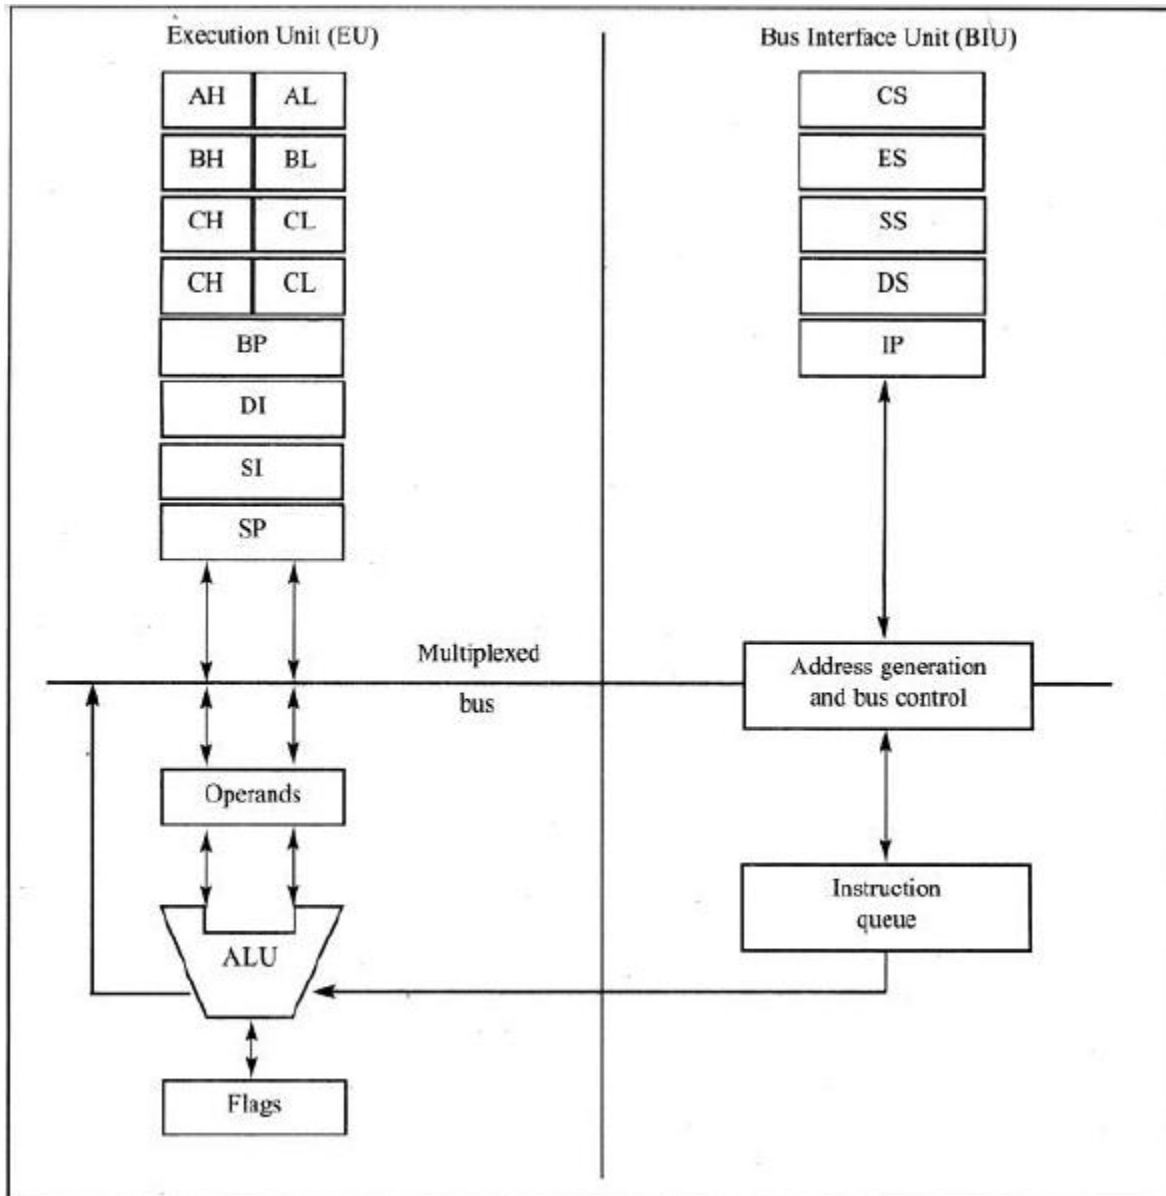 Execution Unit (EU)
Bus Interface Unit (BIU)
AH AL
BH BL
CH CL
CH CL
BP
DI
SI
SP
CS
ES
SS
DS
IP
Multiplexed
bus
Address generation
and bus control
Operands
Instruction
queue
ALU
Flags